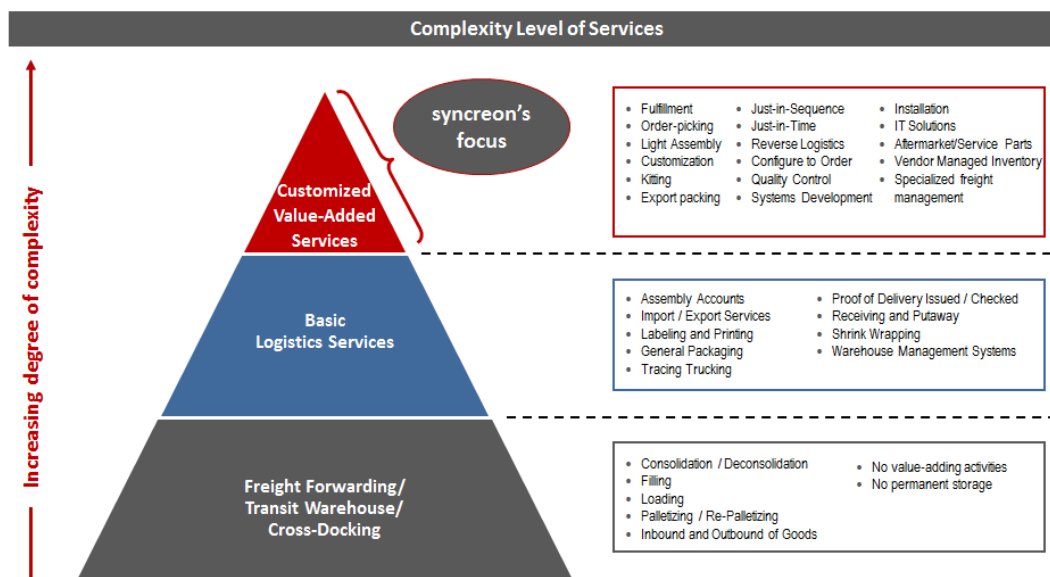 Complexity Level of Services
Increasing degree of complexity
syncreon's
focus
Customized
Value-Added
Services
• Fulfillment
• Order-picking
• Light Assembly
• Customization
• Kitting
• Export packing
• Just-in-Sequence
• Just-in-Time
• Reverse Logistics
• Configure to Order
• Quality Control
• Systems Development
• Installation
• IT Solutions
• Aftermarket/Service Parts
• Vendor Managed Inventory
• Specialized freight
management
Basic
Logistics Services
• Assembly Accounts
• Import / Export Services
• Labeling and Printing
• General Packaging
• Tracing Trucking
• Proof of Delivery Issued / Checked
• Receiving and Putaway
• Shrink Wrapping
• Warehouse Management Systems
Freight Forwarding/
Transit Warehouse/
Cross-Docking
• Consolidation / Deconsolidation
• Filling
• Loading
• Palletizing / Re-Palletizing
• Inbound and Outbound of Goods
• No value-adding activities
• No permanent storage